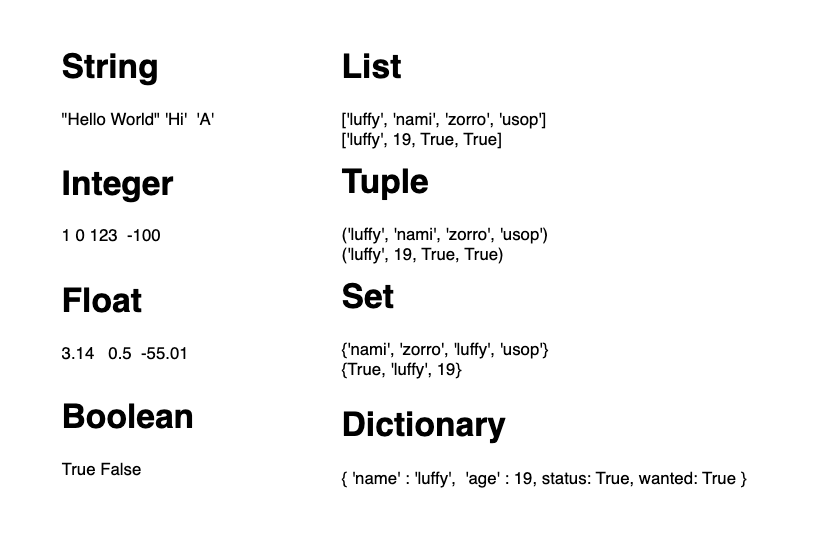 String
"Hello World" 'Hi'  'A'
Integer
1 0 123  -100
Float
3.14   0.5  -55.01
Boolean
True False
List
['luffy', 'nami', 'zorro', 'usop']
['luffy', 19, True, True]
Tuple
('luffy', 'nami', 'zorro', 'usop')
('luffy', 19, True, True)
Set
{'nami', 'zorro', 'luffy', 'usop'}
{True, 'luffy', 19}
Dictionary
{ 'name' : 'luffy',  'age' : 19, status: True, wanted: True }